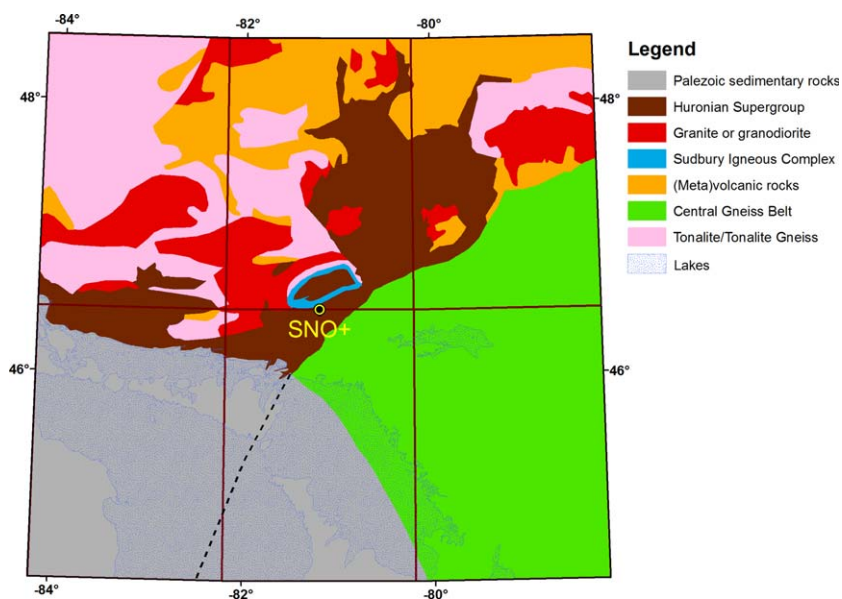 -84°
-82°
-80°
48°
48°
46°
46°
SNO+
-84°
-82°
-80°
Legend
Palezoic sedimentary rocks
Huronian Supergroup
Granite or granodiorite
Sudbury Igneous Complex
(Meta)volcanic rocks
Central Gneiss Belt
Tonalite/Tonalite Gneiss
Lakes